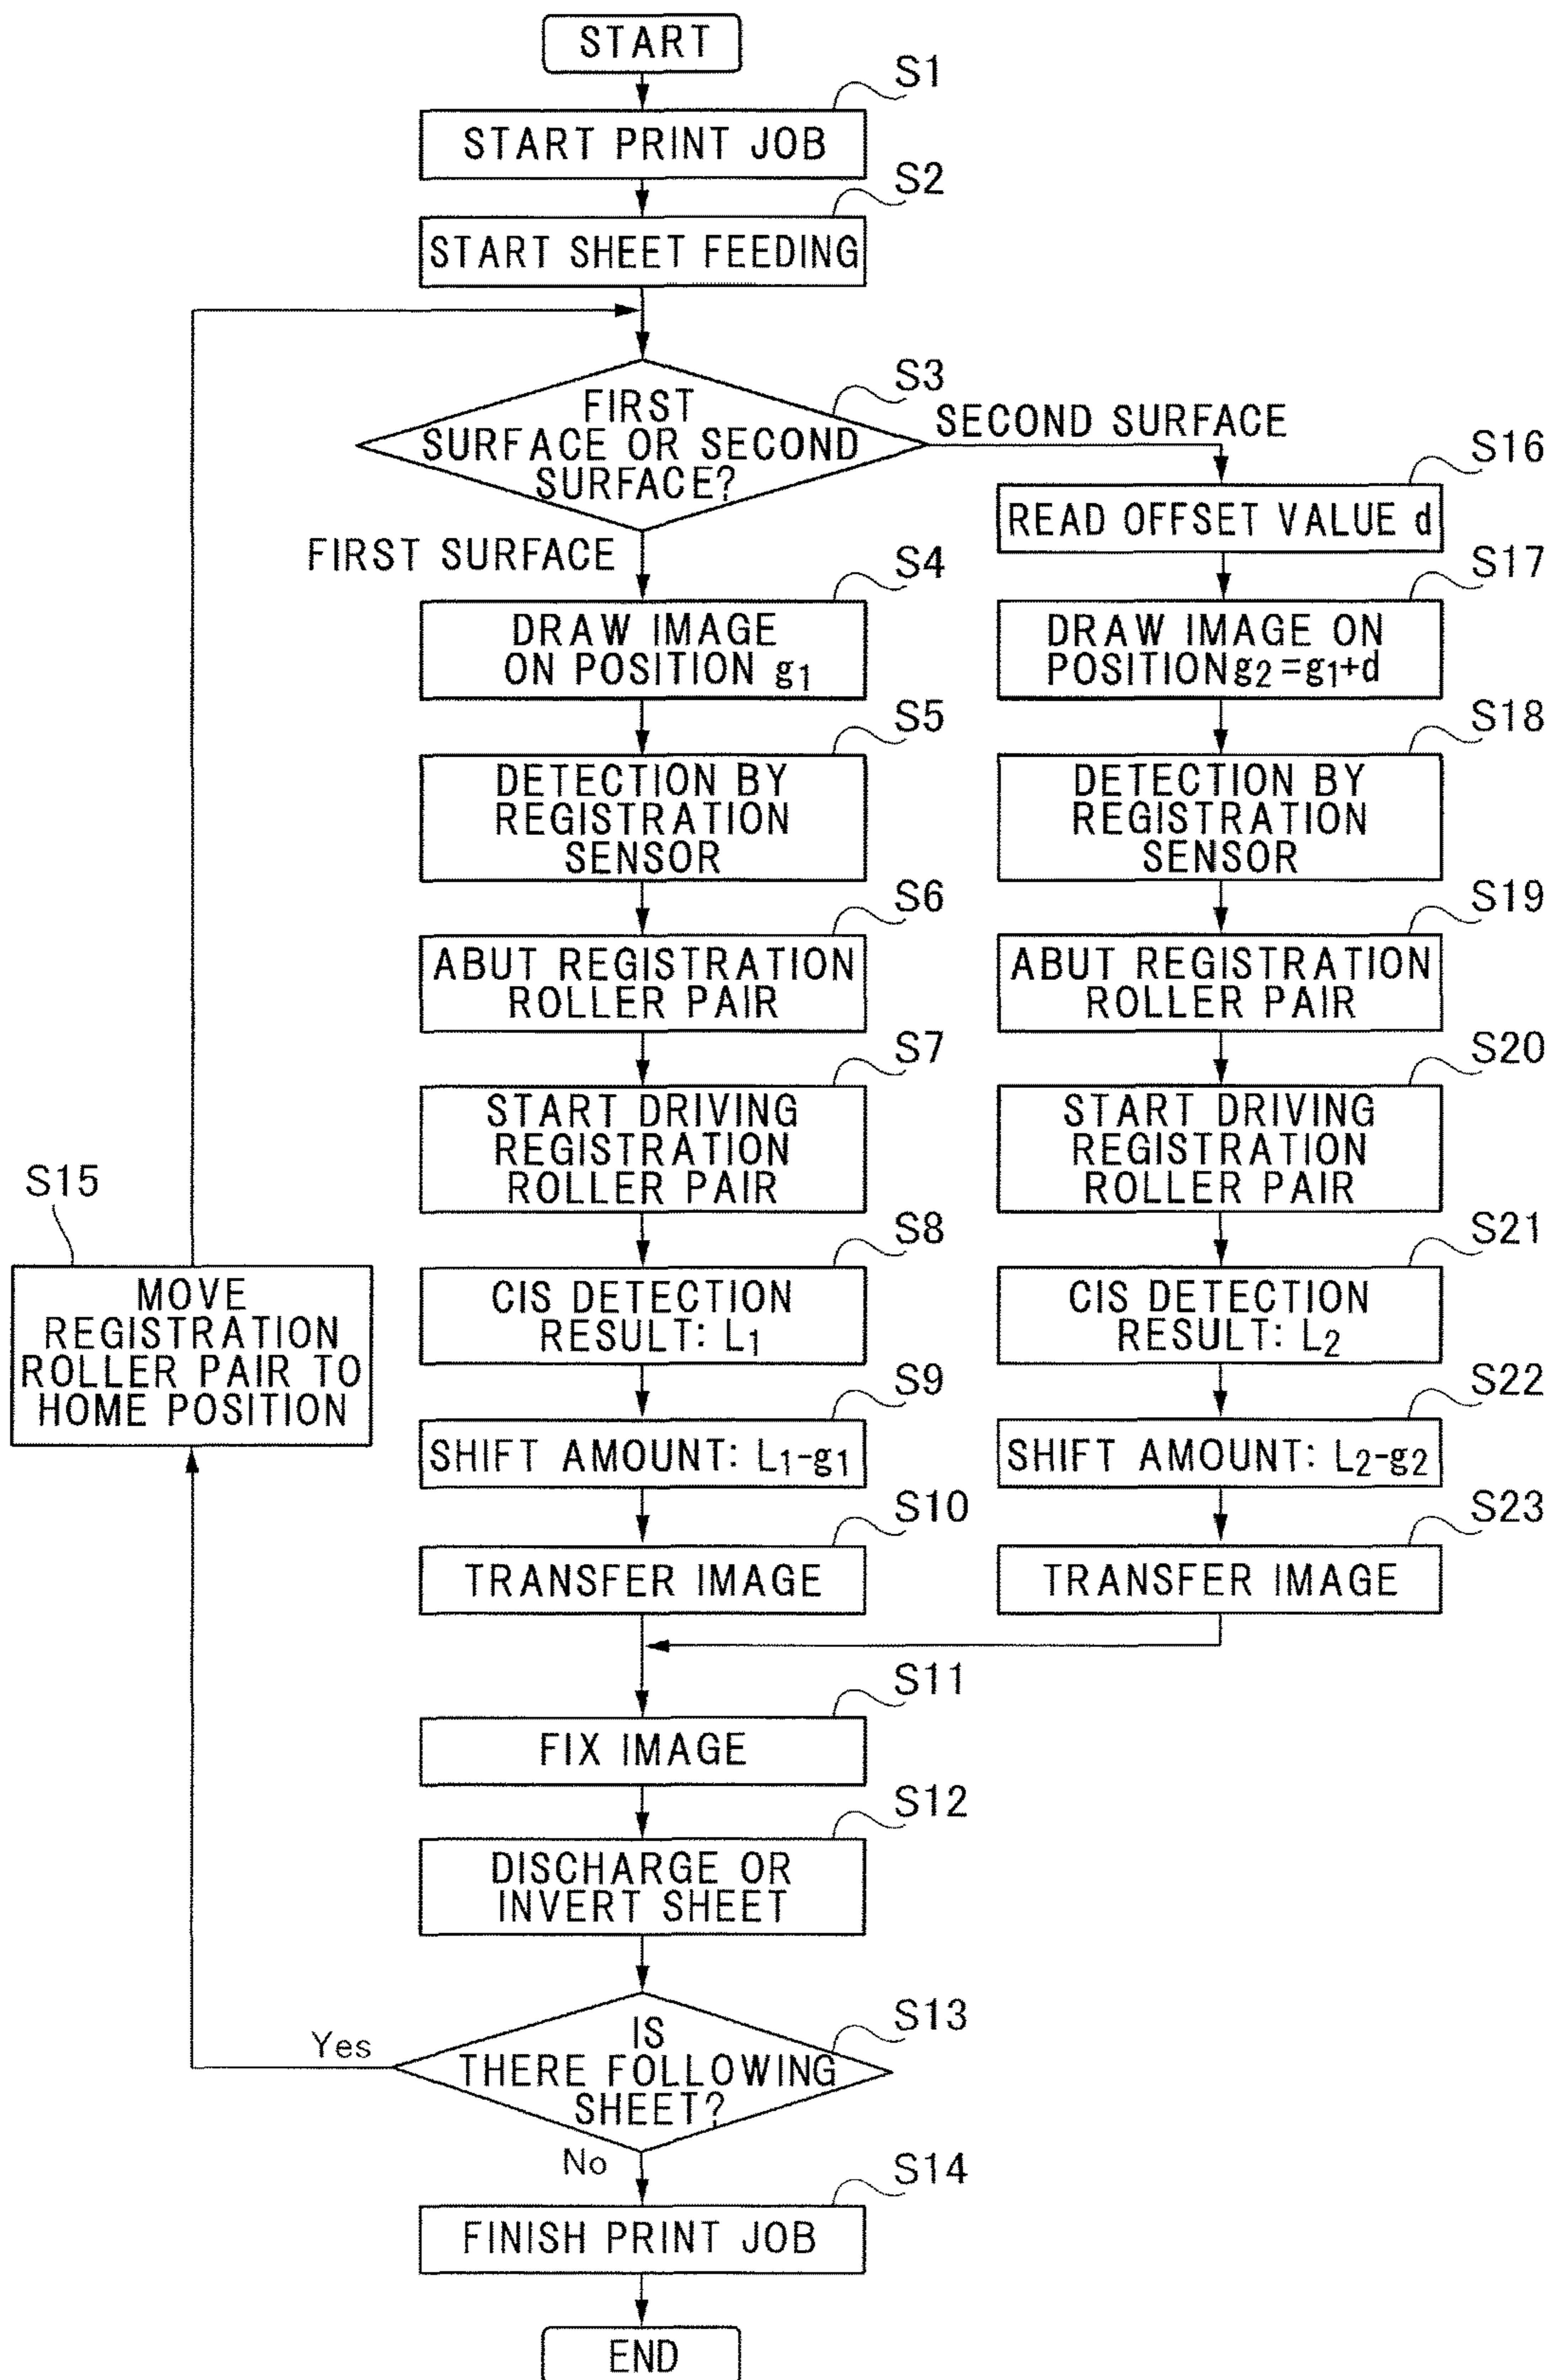 START
S1
START PRINT JOB
S2
START SHEET FEEDING
S3
FIRST
SURFACE OR SECOND
SURFACE?
SECOND SURFACE
FIRST SURFACE
S16
READ OFFSET VALUE d
S4
DRAW IMAGE
ON POSITION g1
S17
DRAW IMAGE ON
POSITION g2=g1+d
S5
DETECTION BY
REGISTRATION
SENSOR
S18
DETECTION BY
REGISTRATION
SENSOR
S6
ABUT REGISTRATION
ROLLER PAIR
S19
ABUT REGISTRATION
ROLLER PAIR
S7
START DRIVING
REGISTRATION
ROLLER PAIR
S20
START DRIVING
REGISTRATION
ROLLER PAIR
S15
MOVE
REGISTRATION
ROLLER PAIR TO
HOME POSITION
S8
CIS DETECTION
RESULT: L1
S21
CIS DETECTION
RESULT: L2
S9
SHIFT AMOUNT: L1-g1
S22
SHIFT AMOUNT: L2-g2
S10
TRANSFER IMAGE
S23
TRANSFER IMAGE
S11
FIX IMAGE
S12
DISCHARGE OR
INVERT SHEET
S13
IS
THERE FOLLOWING
SHEET?
Yes
No
S14
FINISH PRINT JOB
END